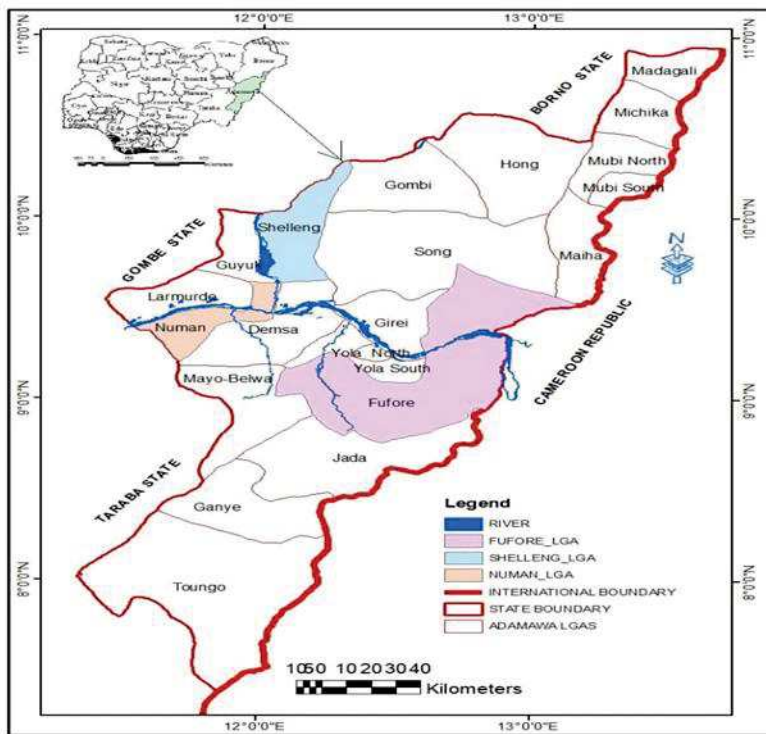 12°0'0"E
13°0'0"E
11°0'0"N
11°0'0"N
BORNO STATE
Madagali
Michika
Mubi North
Mubi South
Hong
Gombi
10°0'0"N
10°0'0"N
Shelleng
GOMBE STATE
Guyuk
Song
Maiha
N
Larmurde
Numan
Demsa
Girei
Yola North
Yola South
CAMEROON REPUBLIC
Mayo-Belwa
9°0'0"N
9°0'0"N
Fufore
Jada
TARABA STATE
Ganye
Toungo
8°0'0"N
8°0'0"N
Legend
RIVER
FUFORE_LGA
SHELLENG_LGA
NUMAN_LGA
INTERNATIONAL BOUNDARY
STATE BOUNDARY
ADAMAWA LGAS
10 5 0 10 20 30 40
Kilometers
12°0'0"E
13°0'0"E